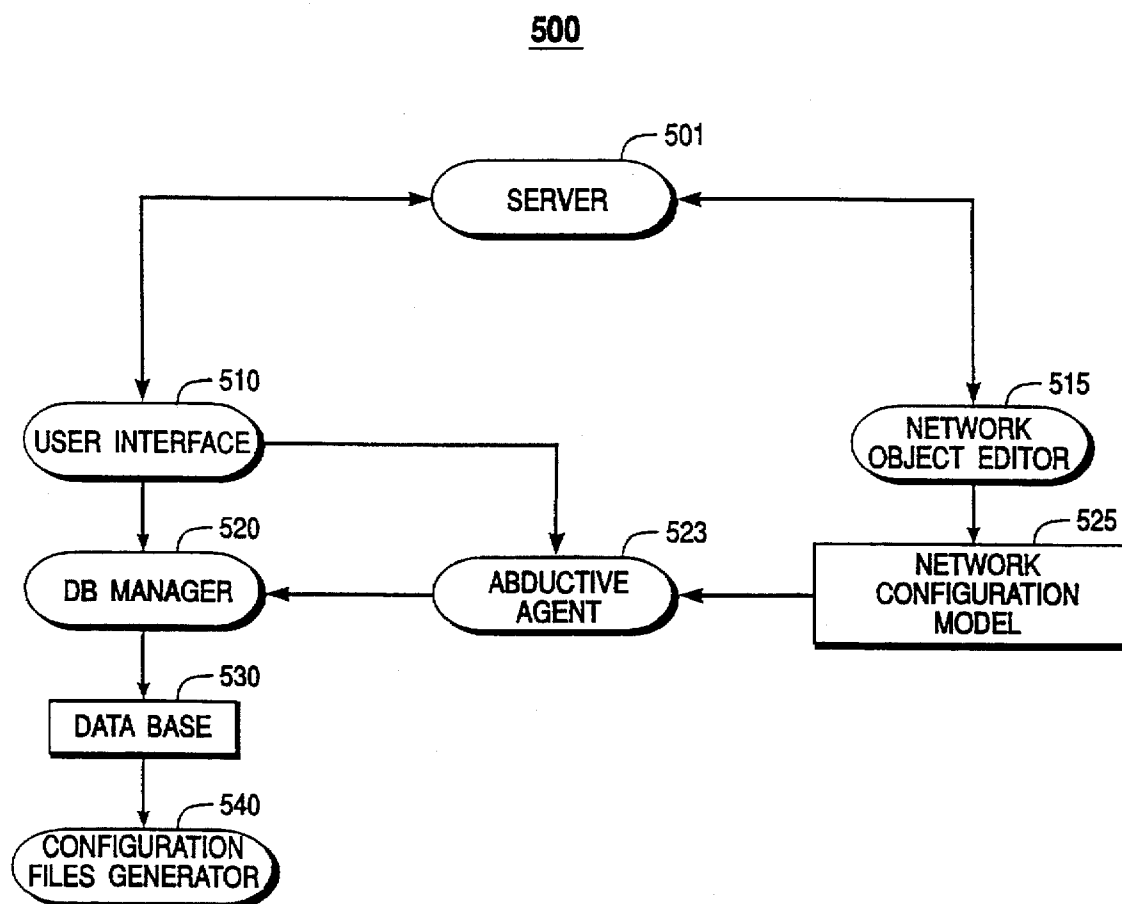 500
501
SERVER
510
USER INTERFACE
515
NETWORK
OBJECT EDITOR
520
DB MANAGER
523
ABDUCTIVE
AGENT
525
NETWORK
CONFIGURATION
MODEL
530
DATA BASE
540
CONFIGURATION
FILES GENERATOR